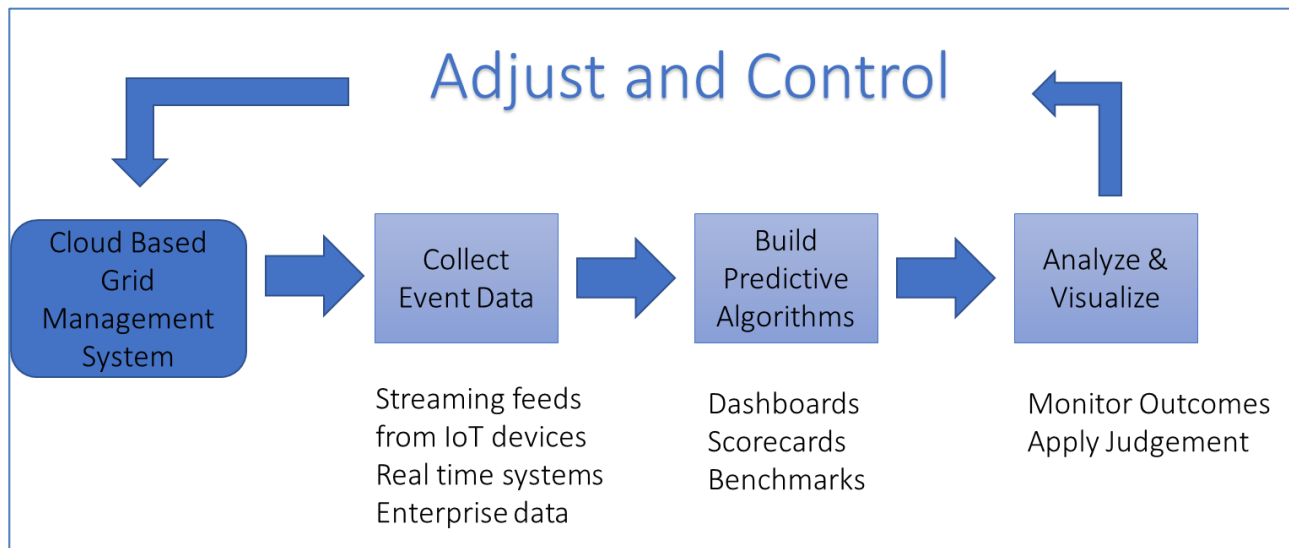 Adjust and Control
Cloud Based
Grid
Management
System
Collect
Event Data
Build
Predictive
Algorithms
Analyze &
Visualize
Streaming feeds
from IoT devices
Real time systems
Enterprise data
Dashboards
Scorecards
Benchmarks
Monitor Outcomes
Apply Judgement